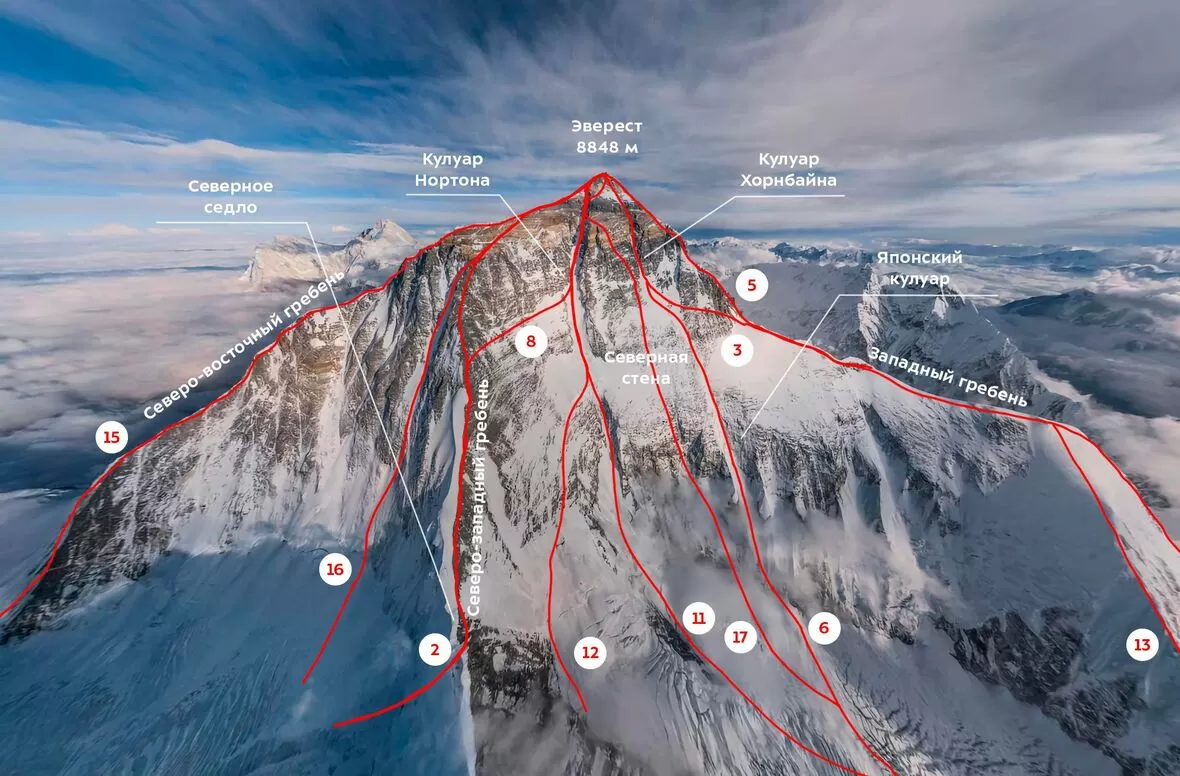 Эверест
8848 м
Кулуар
Нортона
Кулуар
Хорнбайна
Северное
седло
Японский
кулуар
5
Северо-восточный гребень
8
3
Северная
стена
Западный гребень
15
Северо-западный гребень
16
2
12
11
17
6
13